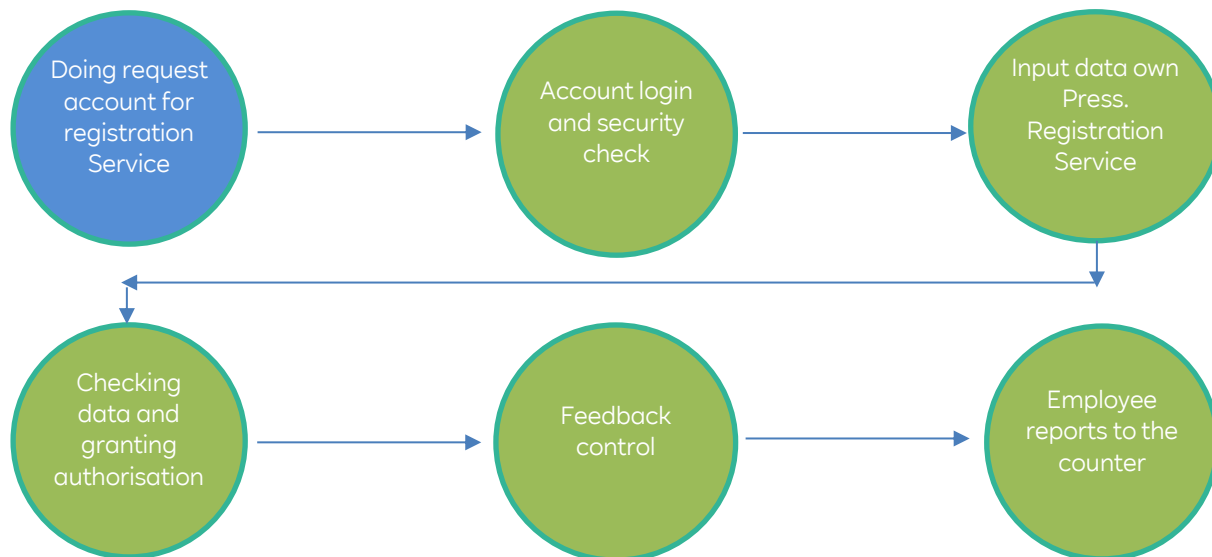 Doing request
account for
registration
Service
Account login
and security
check
Input data own
Press.
Registration
Service
Checking
data and
granting
authorisation
Feedback
control
Employee
reports to the
counter